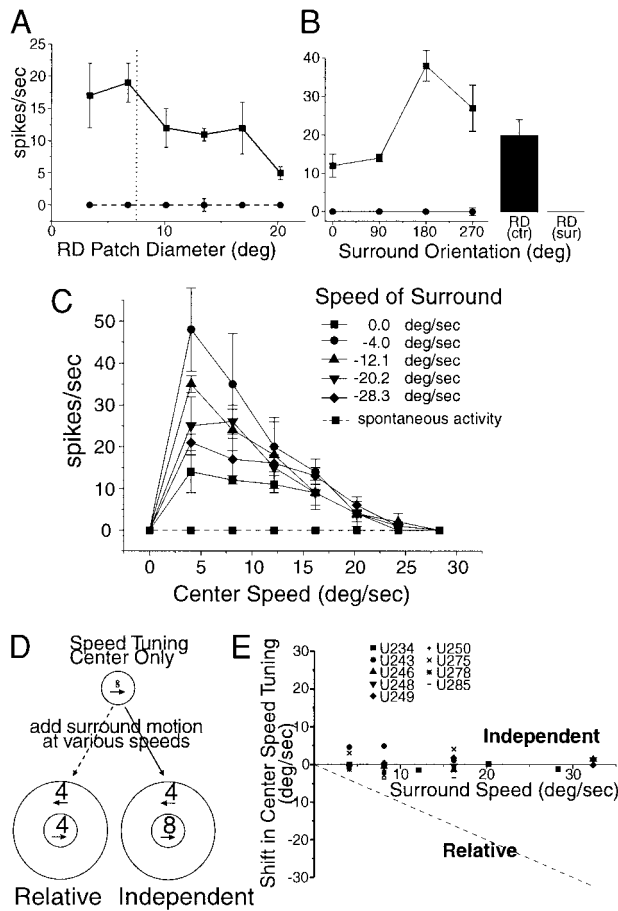 A
25
20
15
10
5
0
spikes/sec
0
10
20
RD Patch Diameter (deg)
B
40
30
20
10
0
0
90
180
270
Surround Orientation (deg)
RD
(ctr)
RD
(sur)
C
50
40
30
20
10
0
spikes/sec
0
5
10
15
20
25
30
Center Speed (deg/sec)
Speed of Surround
0.0 deg/sec
-4.0 deg/sec
-12.1 deg/sec
-20.2 deg/sec
-28.3 deg/sec
spontaneous activity
D
Speed Tuning
Center Only
8
add surround motion
at various speeds
4
4
4
8
Relative
Independent
E
Shift in Center Speed Tuning
(deg/sec)
30
20
10
0
-10
-20
-30
U234
U243
U246
U248
U249
U250
U275
U278
U285
Independent
10
20
30
Surround Speed (deg/sec)
Relative